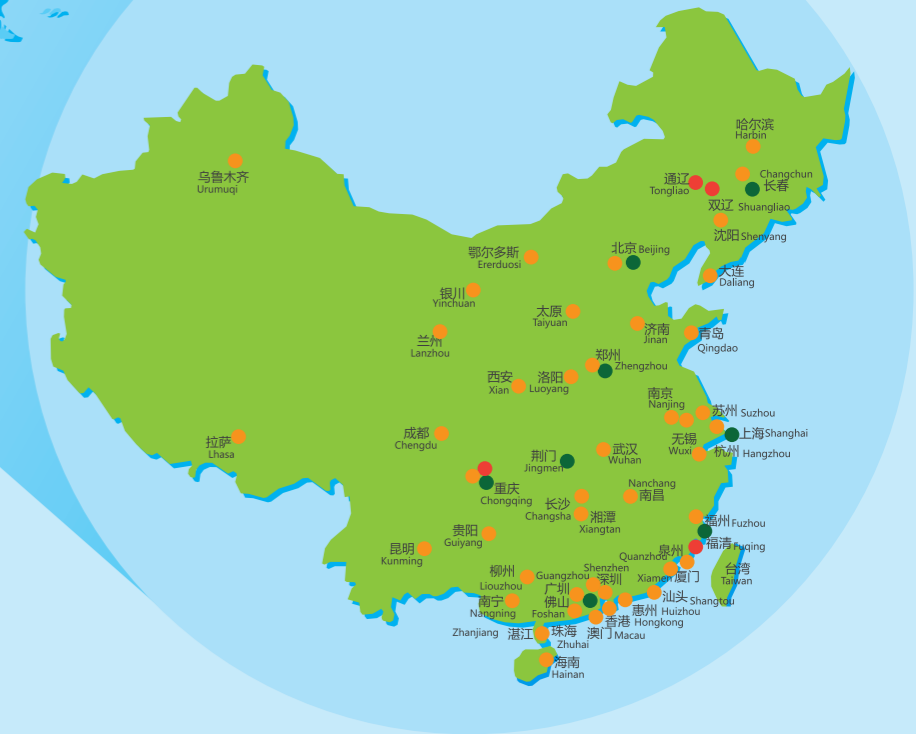 哈尔滨
Harbin
Changchun
长春
通辽
Tongliao
双辽 Shuangliao
沈阳 Shenyang
乌鲁木齐
Urumuqi
鄂尔多斯
Ererduosi
北京 Beijing
大连
Daliang
银川
Yinchuan
太原
Taiyuan
济南
Jinan
青岛
Qingdao
兰州
Lanzhou
郑州
Zhengzhou
西安
Xian
洛阳
Luoyang
南京
Nanjing
苏州 Suzhou
上海 Shanghai
无锡
Wuxi
杭州 Hangzhou
拉萨
Lhasa
成都
Chengdu
荆门
Jingmen
武汉
Wuhan
重庆
Chongqing
Nanchang
南昌
长沙
Changsha
湘潭
Xiangtan
福州 Fuzhou
福清 Fuqing
贵阳
Guiyang
昆明
Kunming
泉州
Quanzhou
台湾
Taiwan
厦门
Xiamen
柳州
Liouzhou
Guangzhou
广圳
Shenzhen
深圳
汕头 Shangtou
南宁
Nangning
佛山
Foshan
惠州 Huizhou
香港 Hongkong
Zhanjiang 湛江
珠海
Zhuhai
澳门 Macau
海南
Hainan